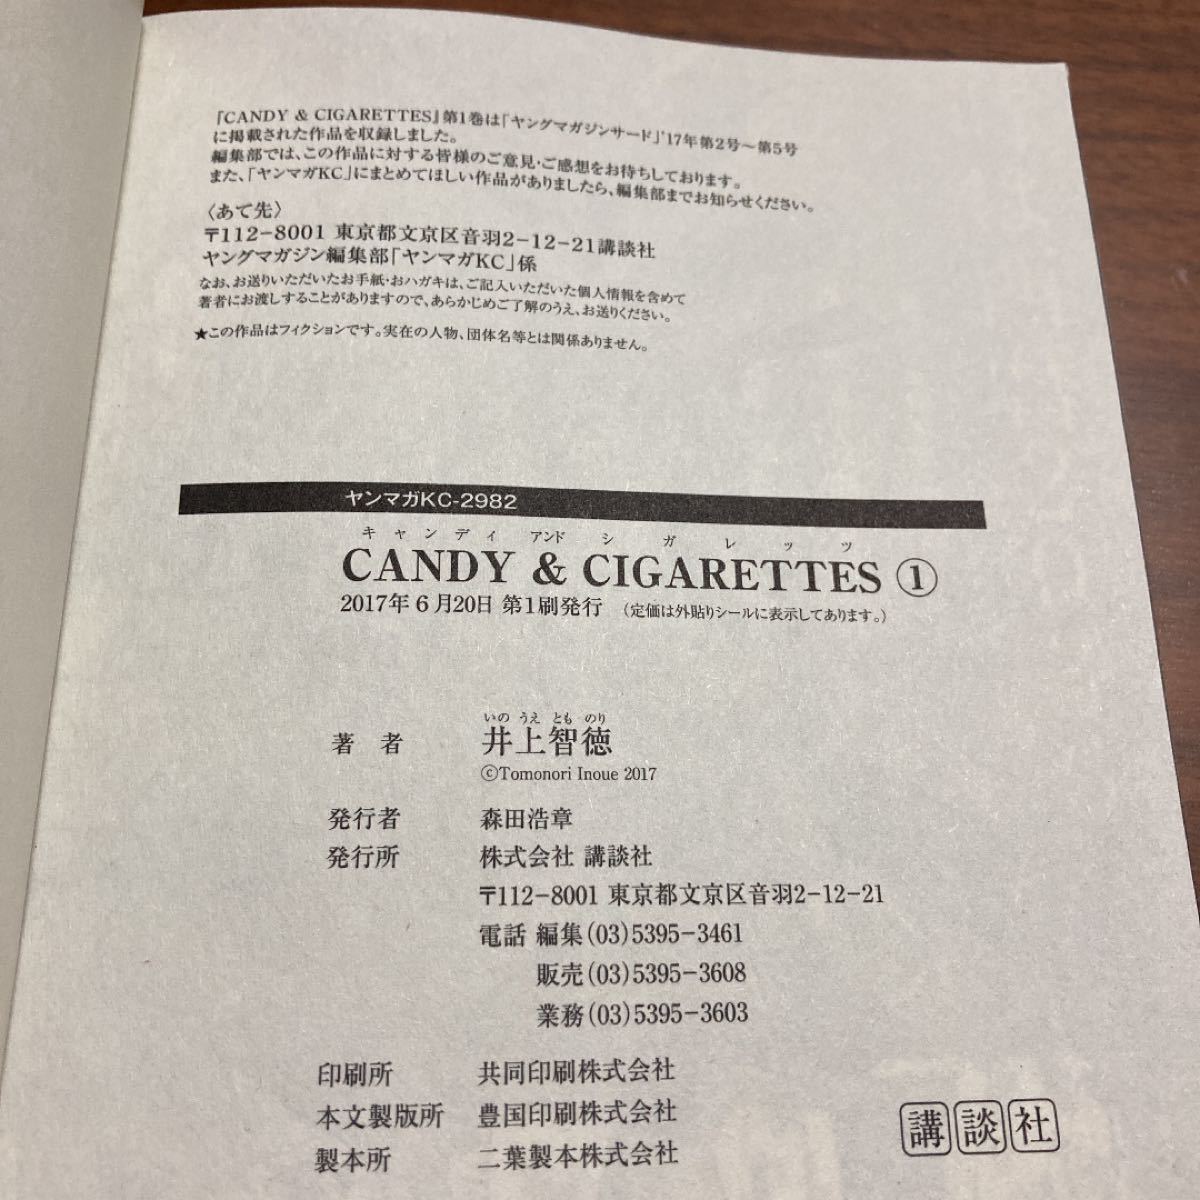 『CANDY & CIGARETTES』第1巻は「ヤングマガジンサード」'17年第2号〜第5号
に掲載された作品を収録しました。
編集部では、この作品に対する皆様のご意見・ご感想をお待ちしております。
また、「ヤンマガKC」にまとめてほしい作品がありましたら、編集部までお知らせください。
〈あて先〉
〒112-8001 東京都文京区音羽2-12-21講談社
ヤングマガジン編集部「ヤンマガKC」係
なお、お送りいただいたお手紙・おハガキは、ご記入いただいた個人情報を含めて
著者にお渡しすることがありますので、あらかじめご了解のうえ、お送りください。
★この作品はフィクションです。実在の人物、団体名等とは関係ありません。
ヤンマガKC-2982
キャンディ アンド シガレッツ
CANDY & CIGARETTES ①
2017年6月20日 第1刷発行 (定価は外貼りシールに表示してあります。)
いの うえ とも のり
著 者 井上智徳
©Tomonori Inoue 2017
発行者 森田浩章
発行所 株式会社 講談社
〒112-8001 東京都文京区音羽2-12-21
電話 編集(03)5395-3461
販売(03)5395-3608
業務(03)5395-3603
印刷所 共同印刷株式会社
本文製版所 豊国印刷株式会社
製本所 二葉製本株式会社
講談社